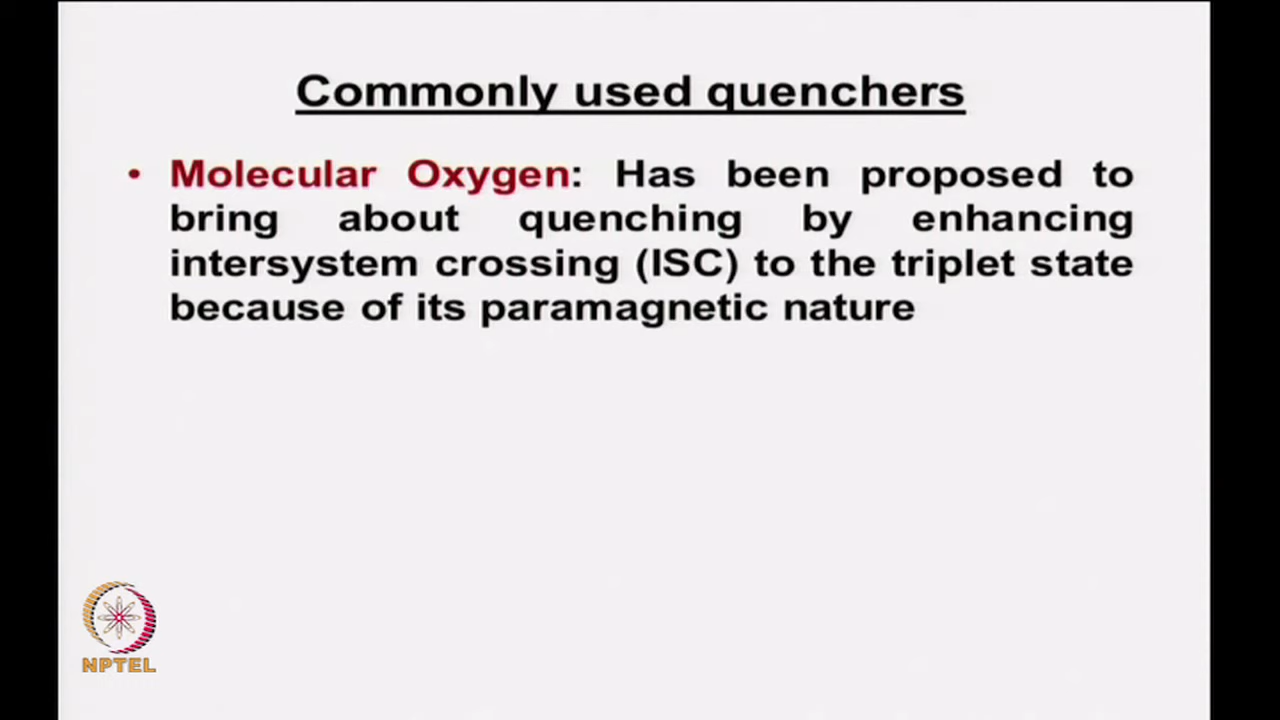 Commonly used quenchers
• Molecular Oxygen: Has been proposed to
bring about quenching by enhancing
intersystem crossing (ISC) to the triplet state
because of its paramagnetic nature
NPTEL